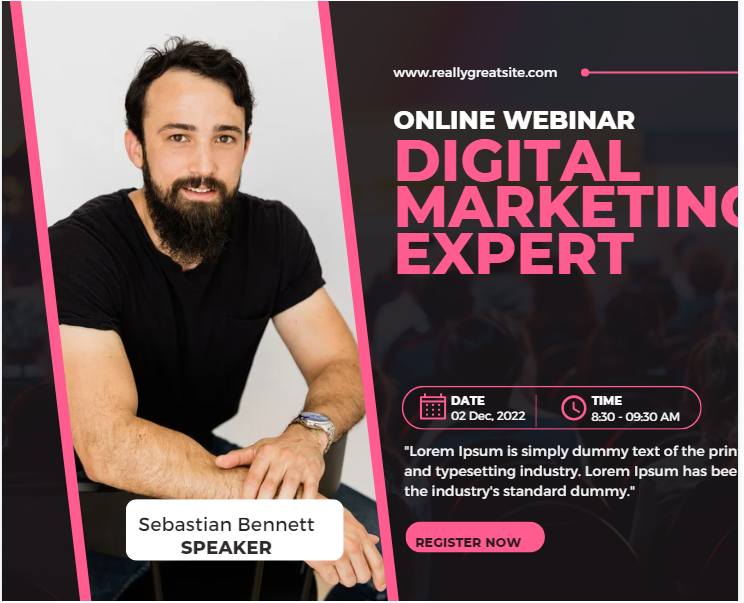 www.reallygreatsite.com
ONLINE WEBINAR
DIGITAL
MARKETING
EXPERT
DATE
02 Dec, 2022
TIME
8:30 - 09:30 AM
"Lorem Ipsum is simply dummy text of the prin
and typesetting industry. Lorem Ipsum has bee
the industry's standard dummy."
REGISTER NOW
Sebastian Bennett
SPEAKER